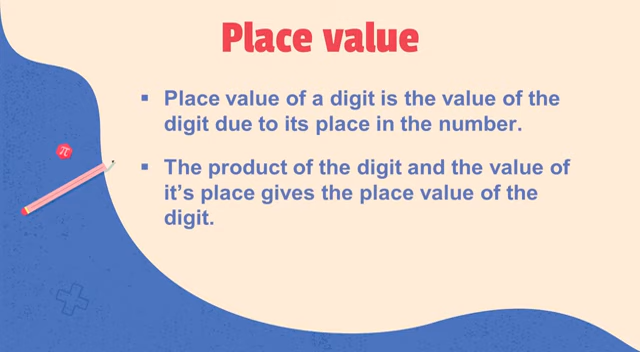 Place value
▪ Place value of a digit is the value of the
digit due to its place in the number.
▪ The product of the digit and the value of
it's place gives the place value of the
digit.
π